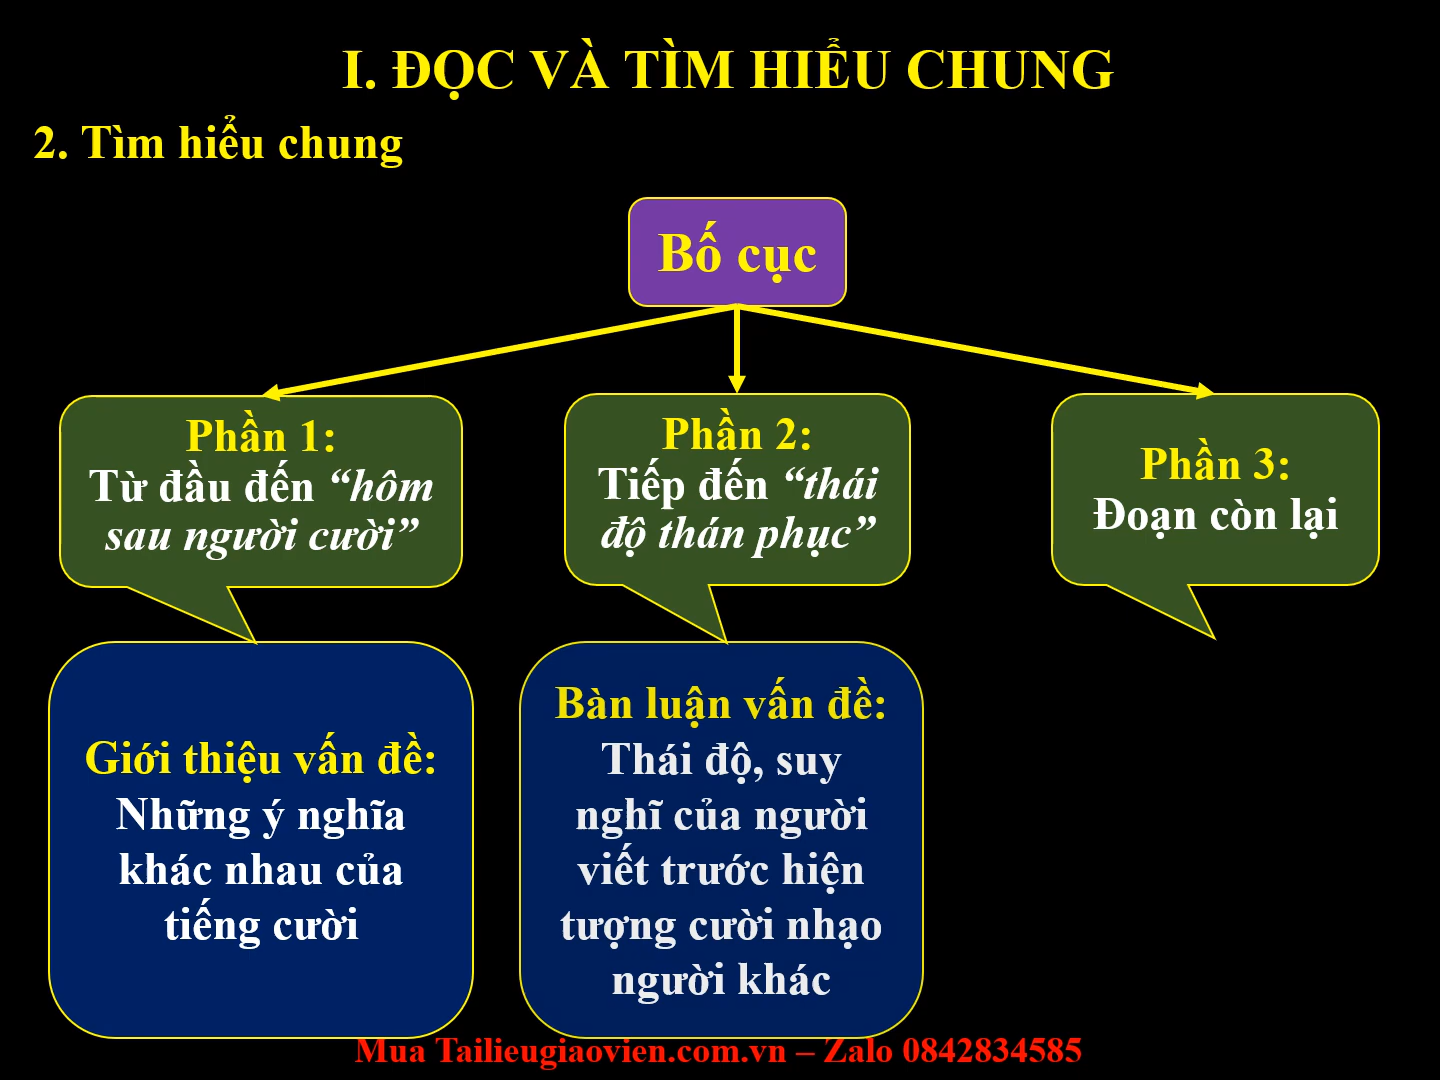 I. ĐỌC VÀ TÌM HIỂU CHUNG
2. Tìm hiểu chung
Bố cục
Phần 1:
Từ đầu đến “hôm
sau người cười”
Phần 2:
Tiếp đến “thái
độ thán phục”
Phần 3:
Đoạn còn lại
Giới thiệu vấn đề:
Những ý nghĩa
khác nhau của
tiếng cười
Bàn luận vấn đề:
Thái độ, suy
nghĩ của người
viết trước hiện
tượng cười nhạo
người khác
Mua Tailieugiaovien.com.vn – Zalo 0842834585